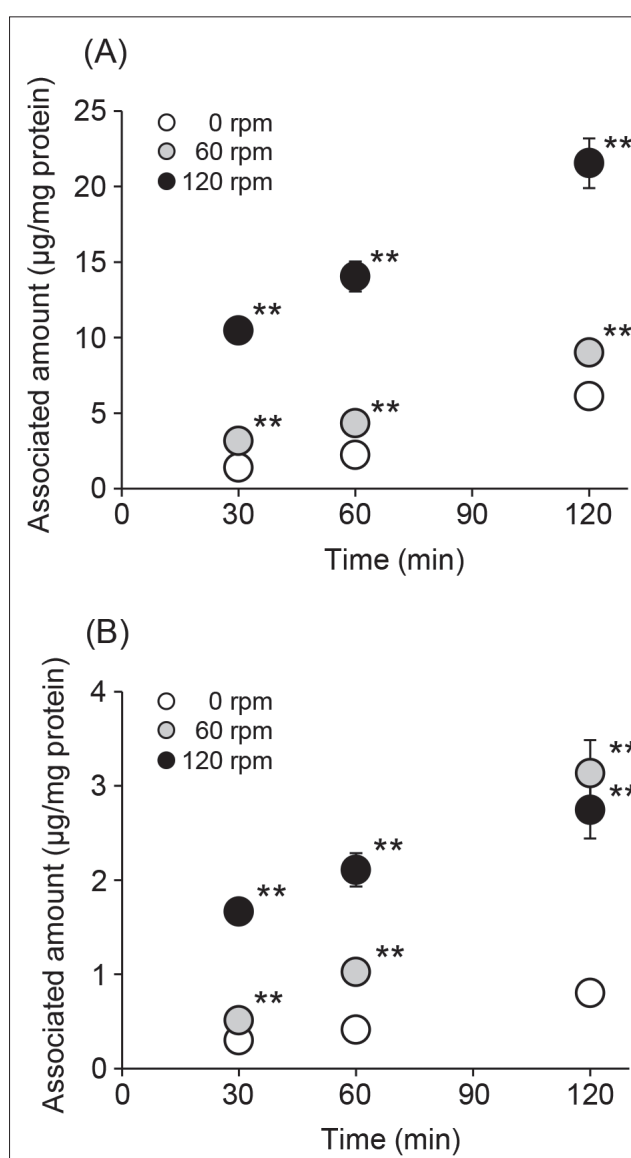 (A)
Associated amount (µg/mg protein)
25
20
15
10
5
0
0 rpm
60 rpm
120 rpm
**
**
**
**
**
**
0 30 60 90 120
Time (min)
(B)
Associated amount (µg/mg protein)
4
3
2
1
0
0 rpm
60 rpm
120 rpm
**
**
**
**
**
**
0 30 60 90 120
Time (min)